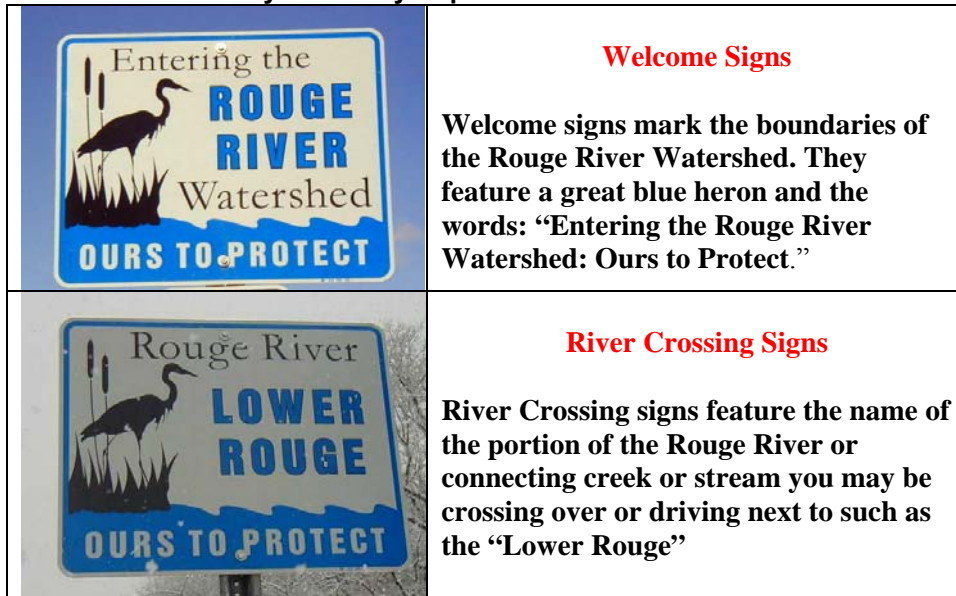 Entering the
ROUGE
RIVER
Watershed
OURS TO PROTECT
Welcome Signs
Welcome signs mark the boundaries of
the Rouge River Watershed. They
feature a great blue heron and the
words: “Entering the Rouge River
Watershed: Ours to Protect.”
Rouge River
LOWER
ROUGE
OURS TO PROTECT
River Crossing Signs
River Crossing signs feature the name of
the portion of the Rouge River or
connecting creek or stream you may be
crossing over or driving next to such as
the “Lower Rouge”